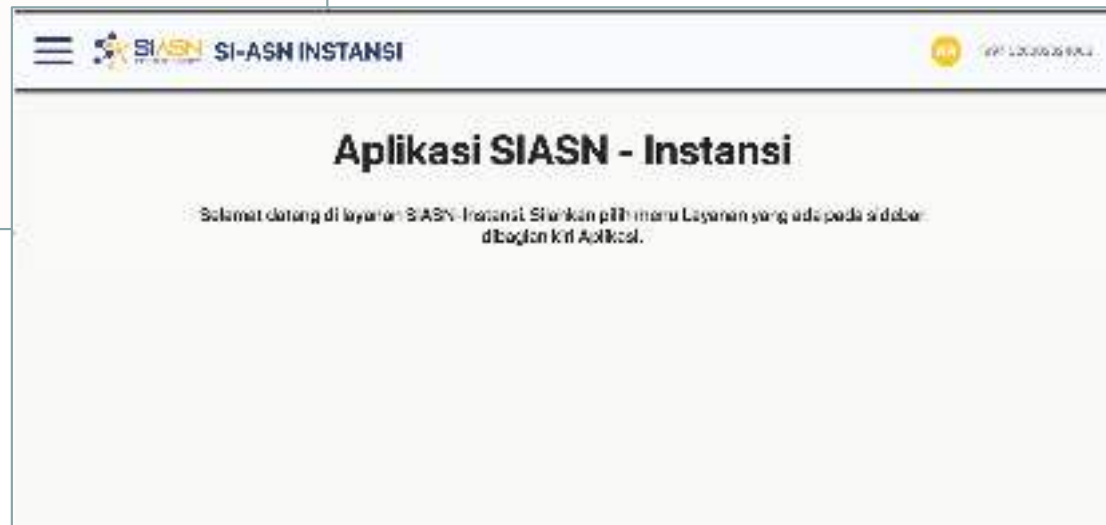 SIASN SI-ASN INSTANSI
Aplikasi SIASN - Instansi
Selamat datang di layanan SIASN-Instansi. Silahkan pilih menu Layanan yang ada pada sidebar
dibagian kiri Aplikasi.